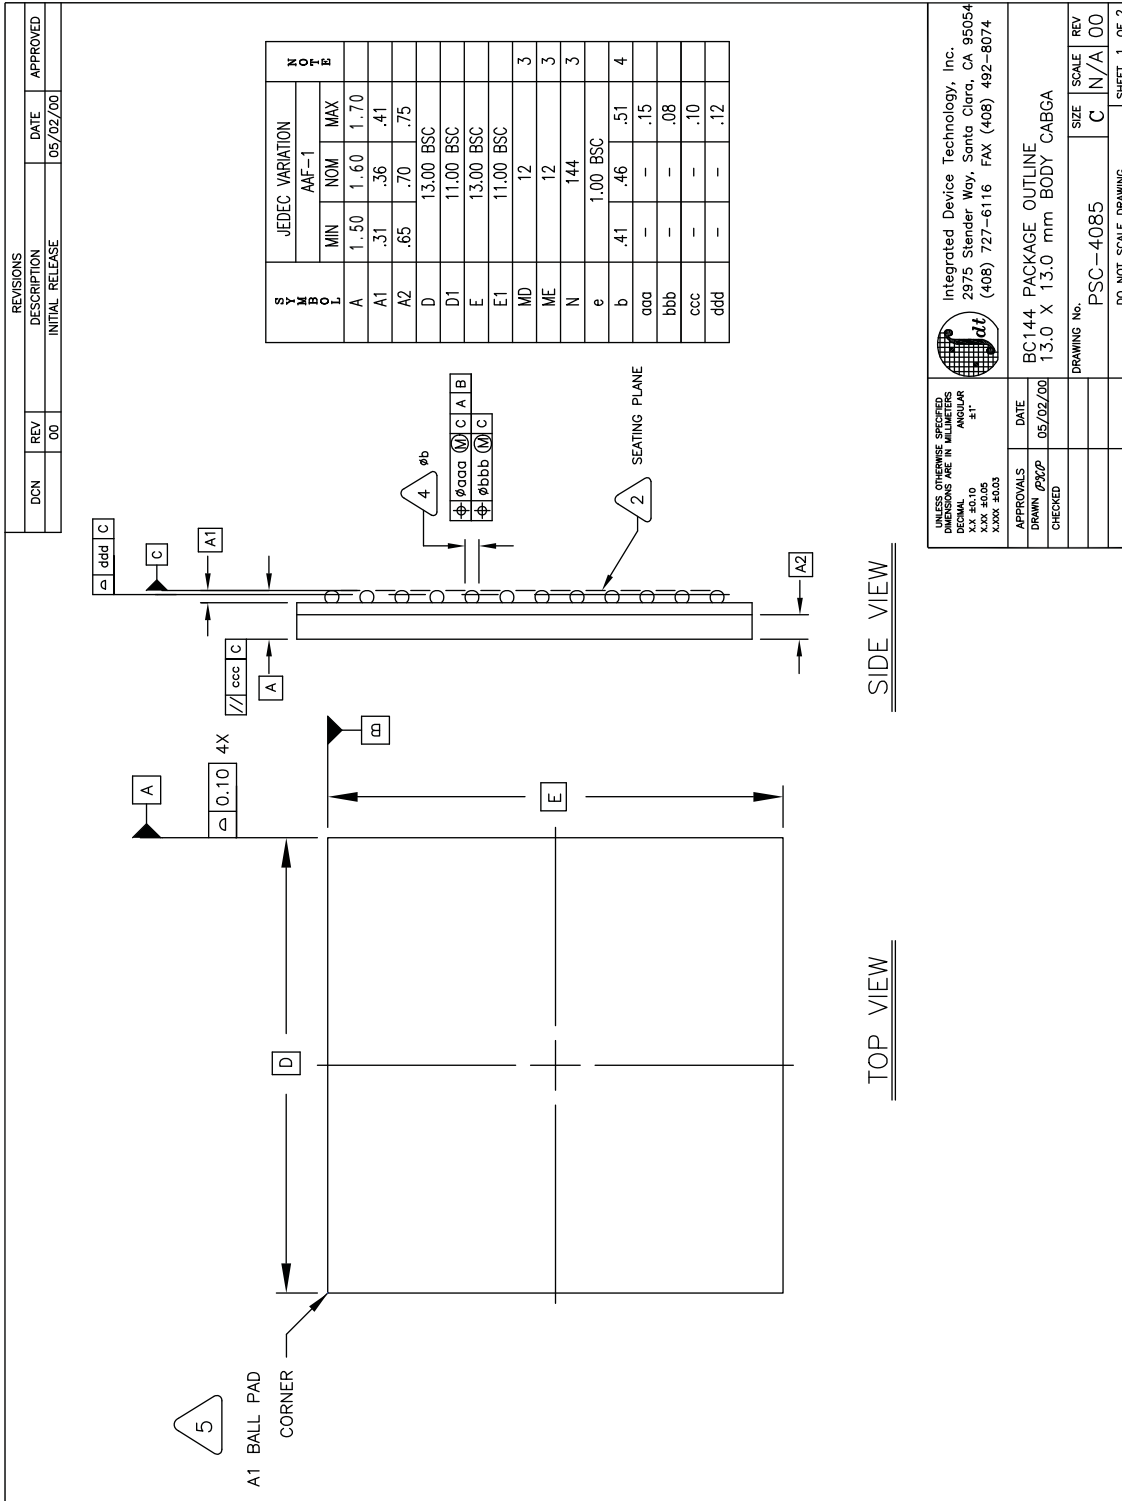 REVISIONS
DCN REV DESCRIPTION DATE APPROVED
00 INITIAL RELEASE 05/02/00
5
A1 BALL PAD
CORNER
D
A
0.10 4X
E
B
TOP VIEW
// ccc C
A
ddd C
C
A1
A2
4
øb
øaaa M C A B
øbbb M C
2
SEATING PLANE
SIDE VIEW
SYMBOL JEDEC VARIATION NOTE
AAF-1
MIN NOM MAX
A 1.50 1.60 1.70
A1 .31 .36 .41
A2 .65 .70 .75
D 13.00 BSC
D1 11.00 BSC
E 13.00 BSC
E1 11.00 BSC
MD 12 3
ME 12 3
N 144 3
e 1.00 BSC
b .41 .46 .51 4
aaa – – .15
bbb – – .08
ccc – – .10
ddd – – .12
UNLESS OTHERWISE SPECIFIED
DIMENSIONS ARE IN MILLIMETERS
DECIMAL ANGULAR
X.X ±0.10 ±1°
X.XX ±0.05
X.XXX ±0.03
APPROVALS DATE
DRAWN 05/02/00
CHECKED
idt
Integrated Device Technology, Inc.
2975 Stender Way, Santa Clara, CA 95054
(408) 727-6116 FAX (408) 492-8074
BC144 PACKAGE OUTLINE
13.0 X 13.0 mm BODY CABGA
SIZE SCALE REV
C N/A 00
DRAWING No.
PSC-4085
DO NOT SCALE DRAWING
SHEET 1 OF 2